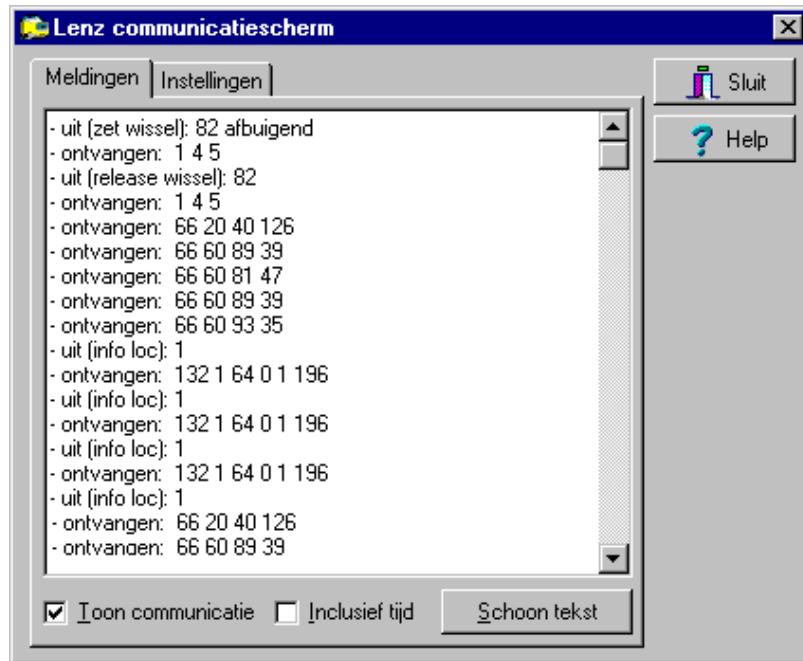 Lenz communicatiescherm
Meldingen
Instellingen
- uit (zet wissel): 82 afbuigend
- ontvangen: 1 4 5
- uit (release wissel): 82
- ontvangen: 1 4 5
- ontvangen: 66 20 40 126
- ontvangen: 66 60 89 39
- ontvangen: 66 60 81 47
- ontvangen: 66 60 89 39
- ontvangen: 66 60 93 35
- uit (info loc): 1
- ontvangen: 132 1 64 0 1 196
- uit (info loc): 1
- ontvangen: 132 1 64 0 1 196
- uit (info loc): 1
- ontvangen: 132 1 64 0 1 196
- uit (info loc): 1
- ontvangen: 66 20 40 126
- ontvangen: 66 60 89 39
Toon communicatie
Inclusief tijd
Schoon tekst
Sluit
Help